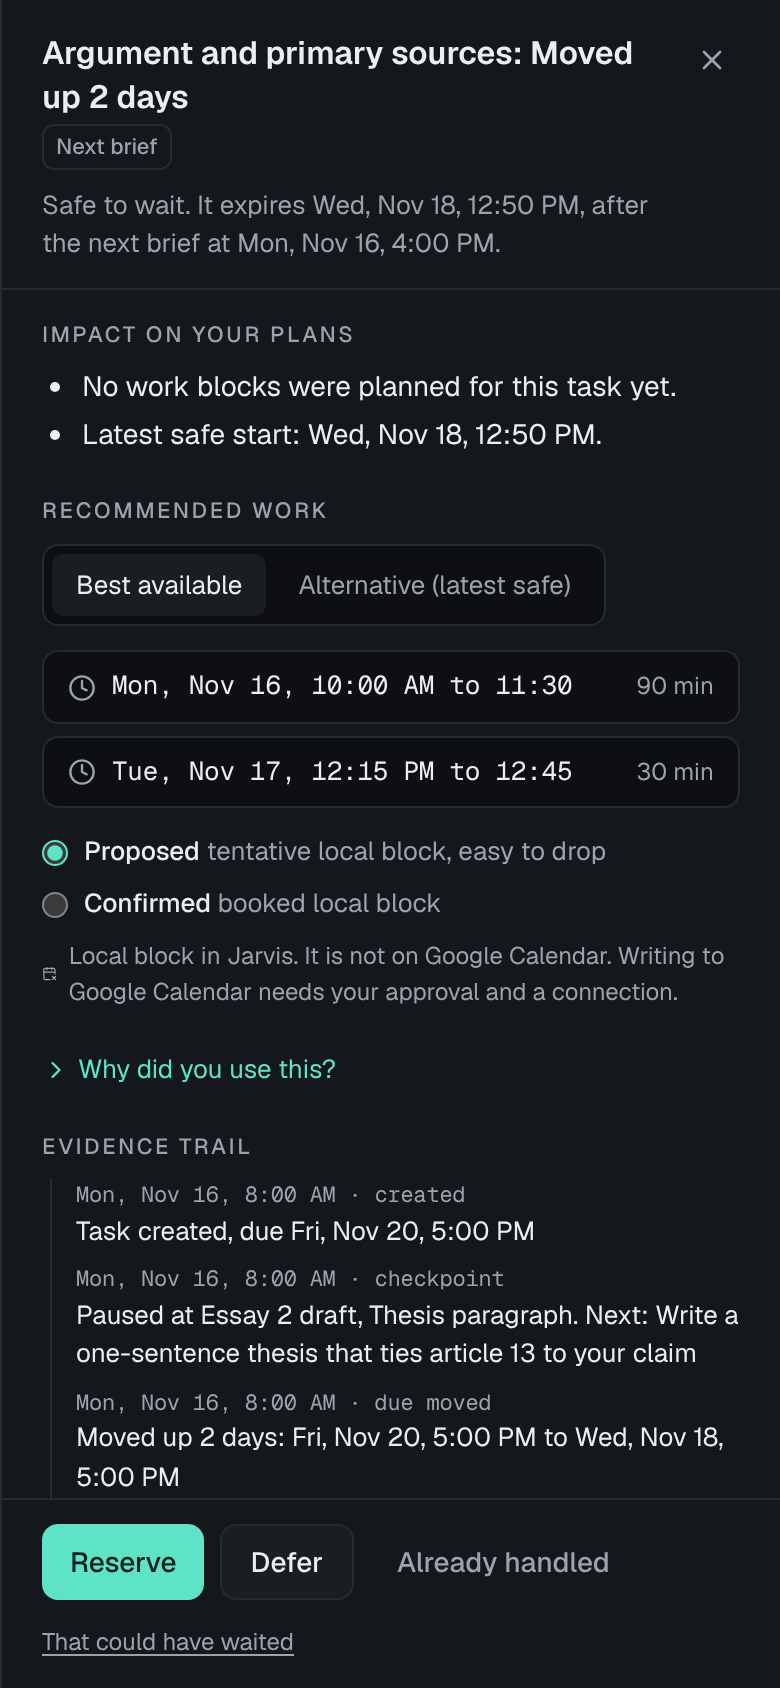 Argument and primary sources: Moved
up 2 days
Next brief
Safe to wait. It expires Wed, Nov 18, 12:50 PM, after
the next brief at Mon, Nov 16, 4:00 PM.
IMPACT ON YOUR PLANS
No work blocks were planned for this task yet.
Latest safe start: Wed, Nov 18, 12:50 PM.
RECOMMENDED WORK
Best available Alternative (latest safe)
Mon, Nov 16, 10:00 AM to 11:30 90 min
Tue, Nov 17, 12:15 PM to 12:45 30 min
Proposed tentative local block, easy to drop
Confirmed booked local block
Local block in Jarvis. It is not on Google Calendar. Writing to
Google Calendar needs your approval and a connection.
Why did you use this?
EVIDENCE TRAIL
Mon, Nov 16, 8:00 AM · created
Task created, due Fri, Nov 20, 5:00 PM
Mon, Nov 16, 8:00 AM · checkpoint
Paused at Essay 2 draft, Thesis paragraph. Next: Write a
one-sentence thesis that ties article 13 to your claim
Mon, Nov 16, 8:00 AM · due moved
Moved up 2 days: Fri, Nov 20, 5:00 PM to Wed, Nov 18,
5:00 PM
Reserve Defer Already handled
That could have waited